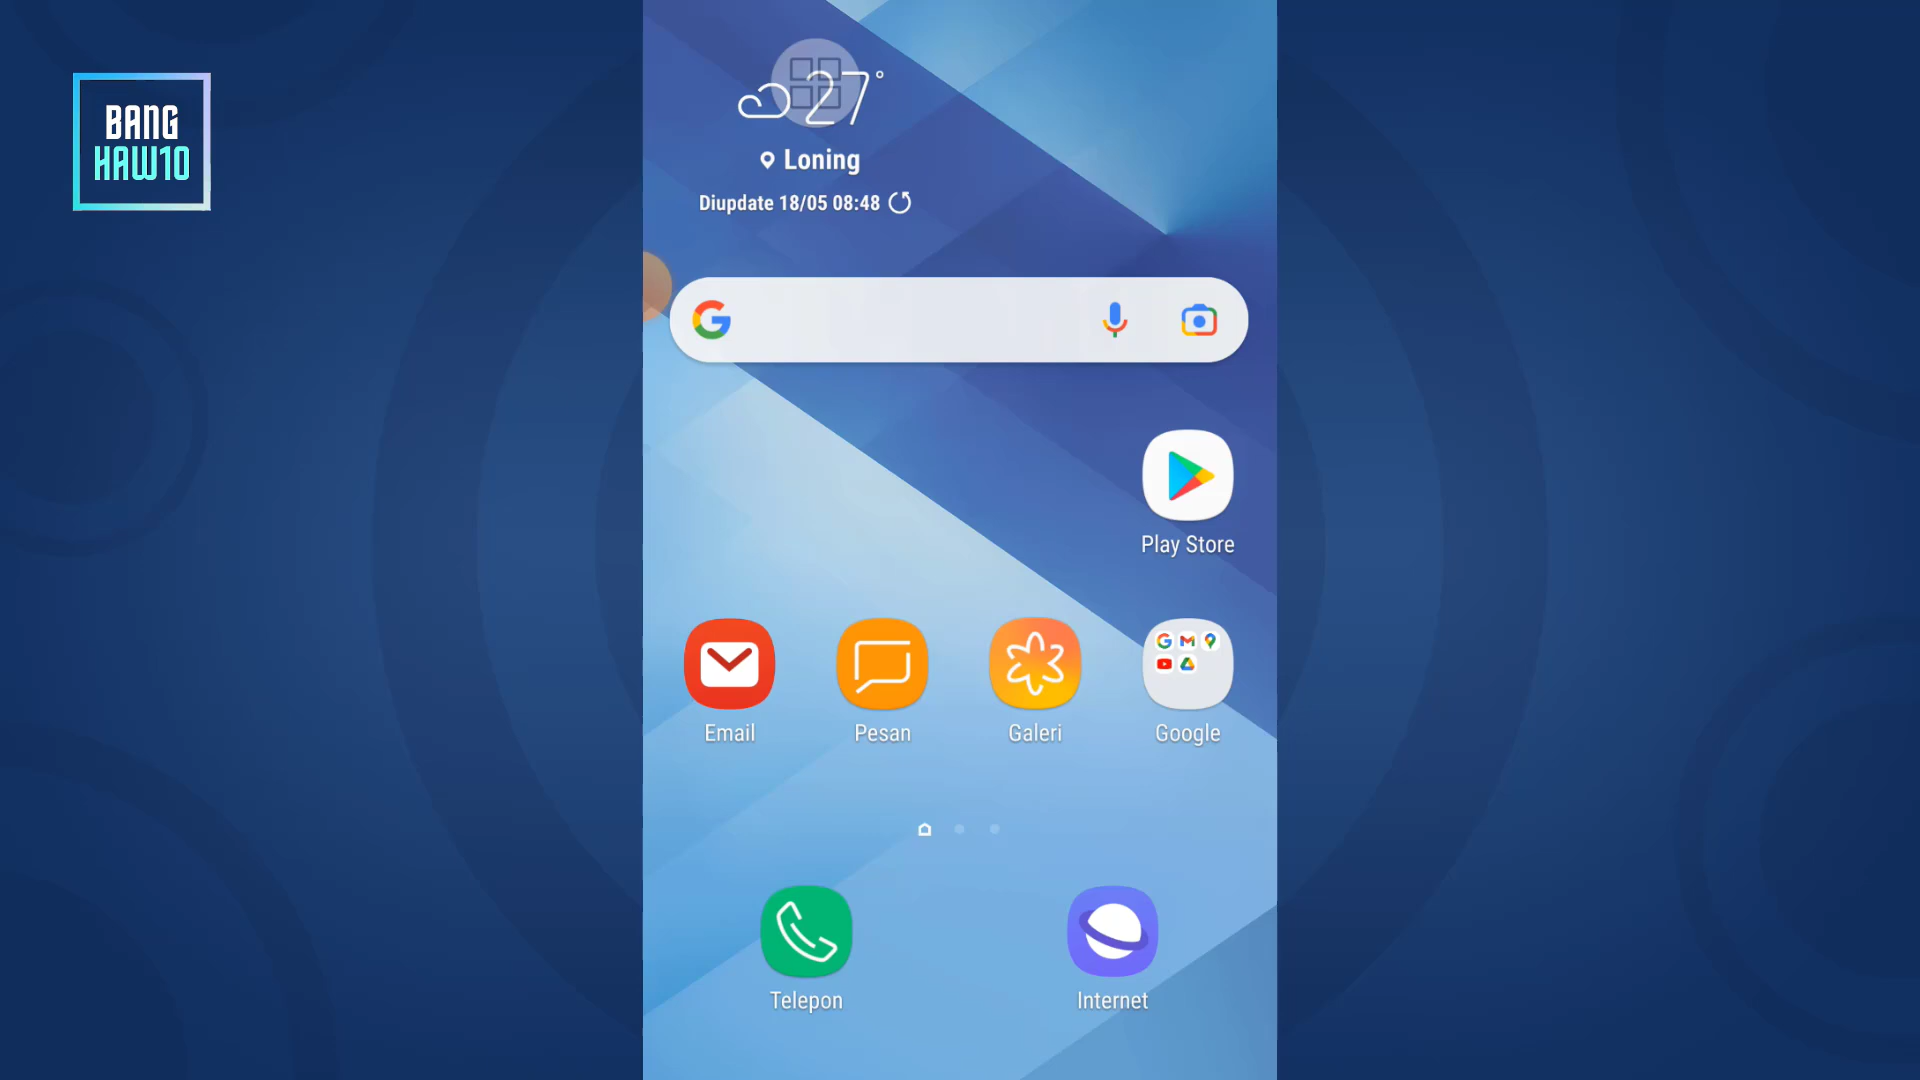 BANG
HAW10
27°
Loning
Diupdate 18/05 08:48
Play Store
Email
Pesan
Galeri
Google
Telepon
Internet